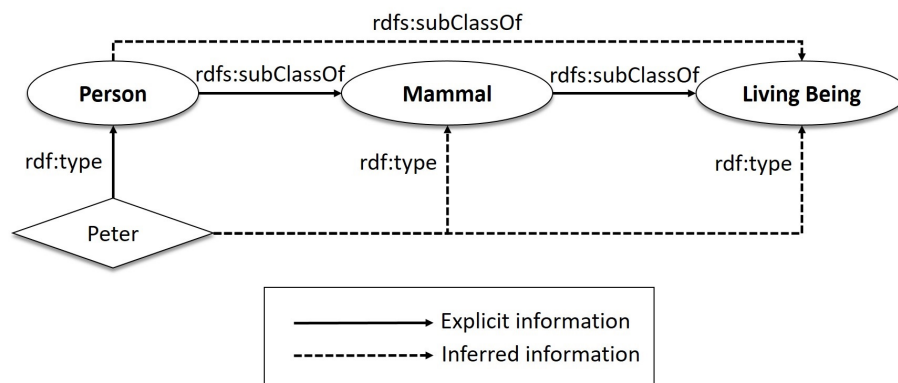 rdfs:subClassOf
rdfs:subClassOf
rdfs:subClassOf
Person
Mammal
Living Being
rdf:type
rdf:type
rdf:type
Peter
Explicit information
Inferred information